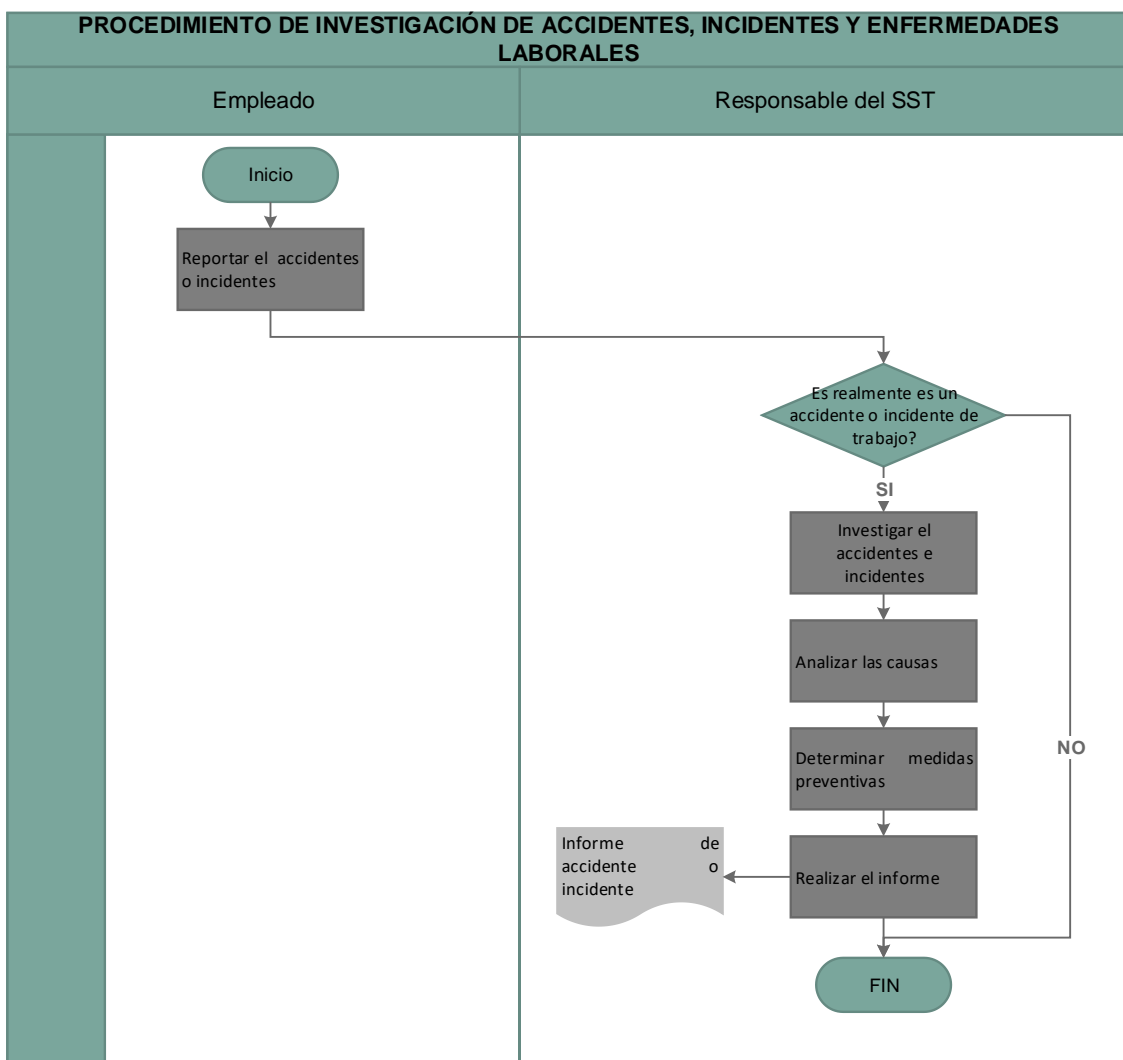 PROCEDIMIENTO DE INVESTIGACIÓN DE ACCIDENTES, INCIDENTES Y ENFERMEDADES
LABORALES
Empleado
Responsable del SST
Inicio
Reportar el accidentes
o incidentes
Es realmente es un
accidente o incidente de
trabajo?
SI
Investigar el
accidentes e
incidentes
Analizar las causas
Determinar medidas
preventivas
NO
Informe de
accidente o
incidente
Realizar el informe
FIN